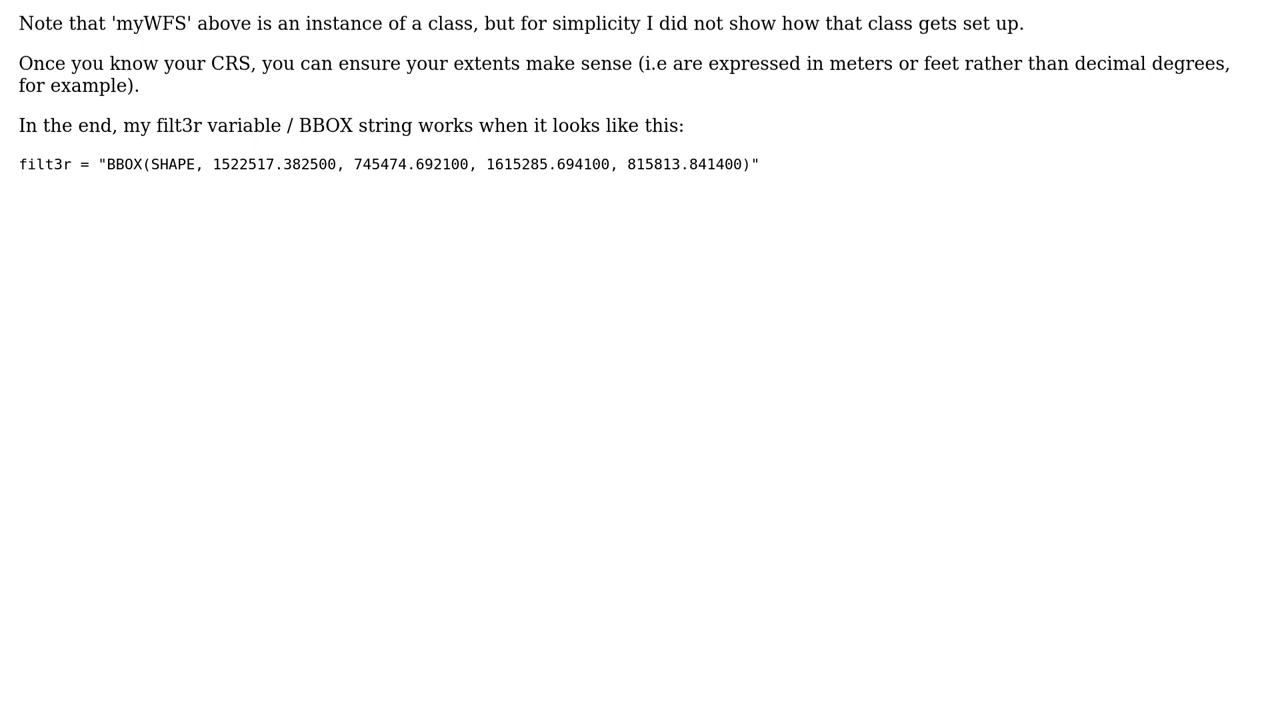 Note that 'myWFS' above is an instance of a class, but for simplicity I did not show how that class gets set up.
Once you know your CRS, you can ensure your extents make sense (i.e are expressed in meters or feet rather than decimal degrees,
for example).
In the end, my filt3r variable / BBOX string works when it looks like this:
filt3r = "BBOX(SHAPE, 1522517.382500, 745474.692100, 1615285.694100, 815813.841400)"